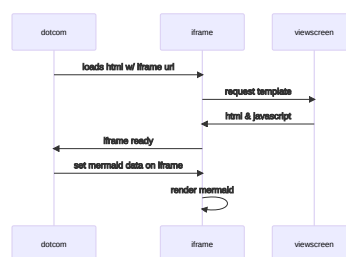 dotcom
iframe
viewscreen
loads html w/ iframe url
request template
html & javascript
iframe ready
set mermaid data on iframe
render mermaid
dotcom
iframe
viewscreen